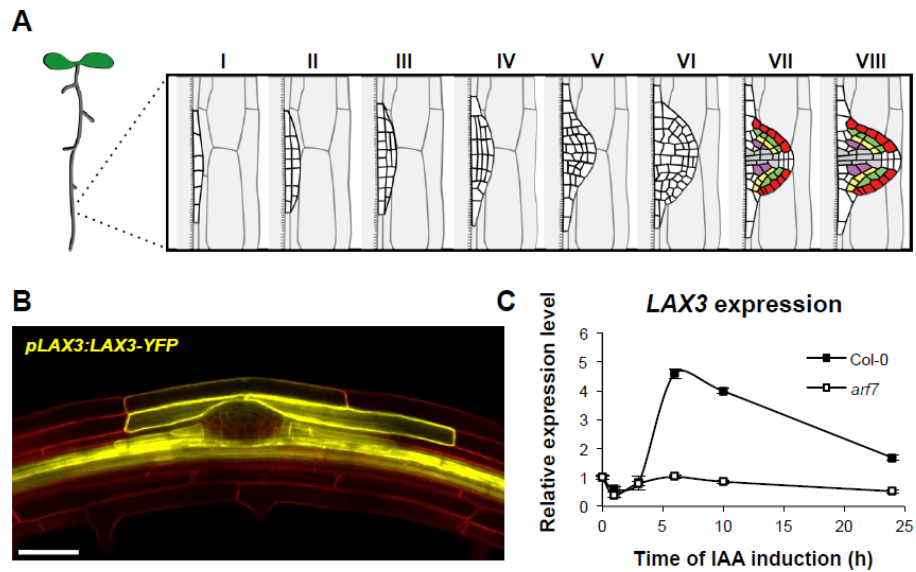 A
I II III IV V VI VII VIII
B
pLAX3:LAX3-YFP
C
LAX3 expression
Relative expression level
6
5
4
3
2
1
0
Col-0
arf7
0 5 10 15 20 25
Time of IAA induction (h)